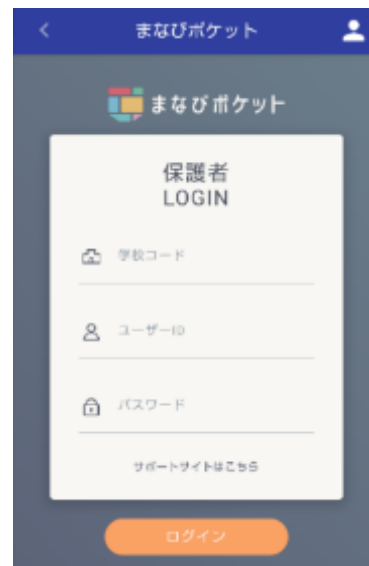 まなびポケット
まなびポケット
保護者
LOGIN
学校コード
ユーザーID
パスワード
サポートサイトはこちら
ログイン